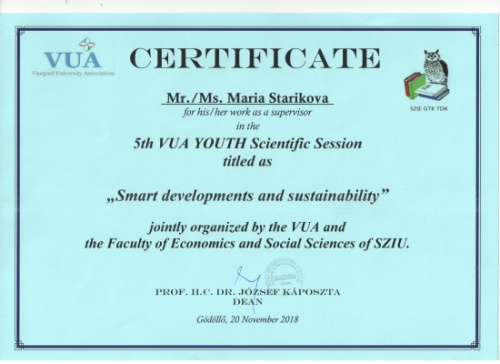 VUA
Visegrad University Association
CERTIFICATE
SZIE GTK TDK
Mr./Ms. Maria Starikova
for his/her work as a supervisor
in the
5th VUA YOUTH Scientific Session
titled as
„Smart developments and sustainability”
jointly organized by the VUA and
the Faculty of Economics and Social Sciences of SZIU.
PROF. H.C. DR. JÓZSEF KÁPOSZTA
DEAN
Gödöllő, 20 November 2018